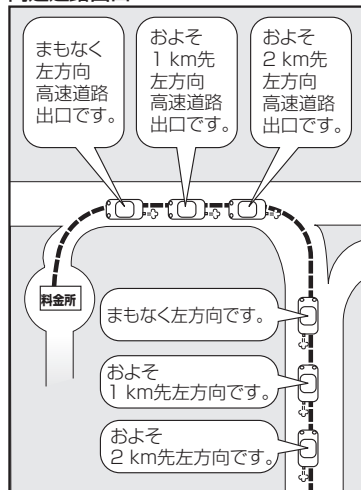 まもなく
左方向
高速道路
出口です。
およそ
1 km先
左方向
高速道路
出口です。
およそ
2 km先
左方向
高速道路
出口です。
料金所
まもなく左方向です。
およそ
1 km先左方向です。
およそ
2 km先左方向です。